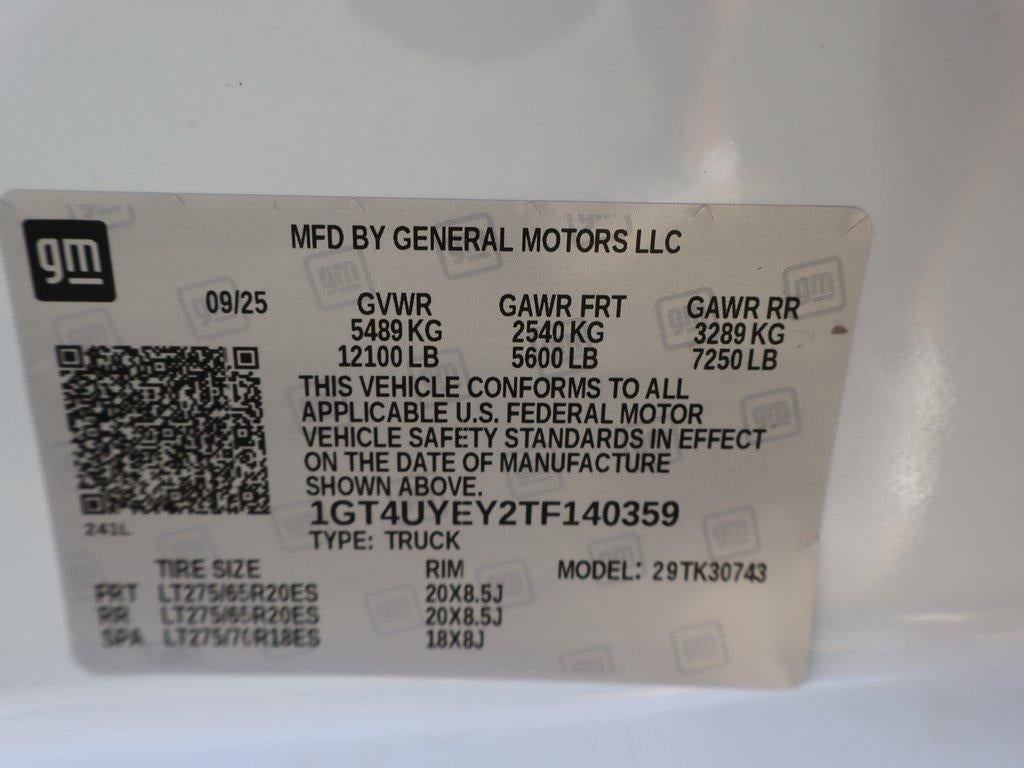 gm
MFD BY GENERAL MOTORS LLC
09/25 GVWR GAWR FRT GAWR RR
5489 KG 2540 KG 3289 KG
12100 LB 5600 LB 7250 LB
THIS VEHICLE CONFORMS TO ALL
APPLICABLE U.S. FEDERAL MOTOR
VEHICLE SAFETY STANDARDS IN EFFECT
ON THE DATE OF MANUFACTURE
SHOWN ABOVE.
1GT4UYEY2TF140359
241L
TYPE: TRUCK
TIRE SIZE RIM MODEL: 29TK30743
FRT LT275/65R20ES 20X8.5J
RR LT275/65R20ES 20X8.5J
SPA LT275/70R18ES 18X8J